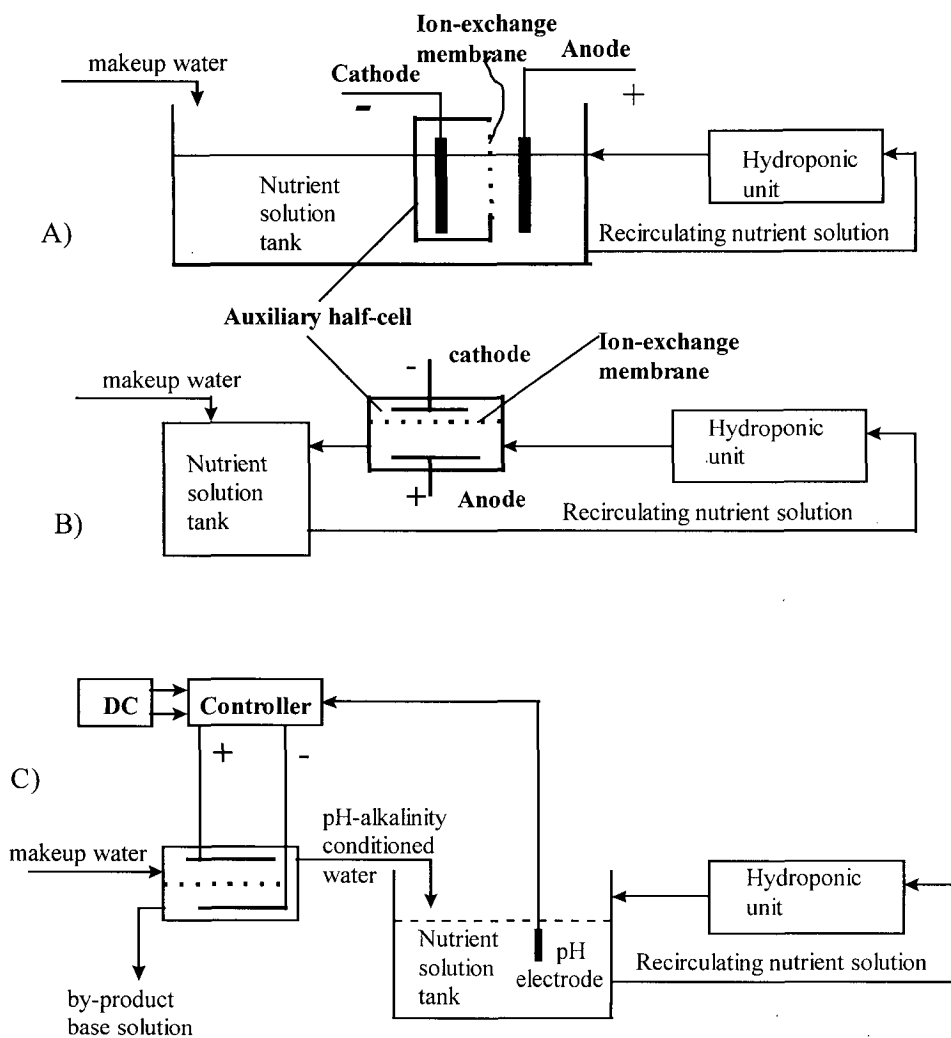 Ion-exchange
membrane
Anode
makeup water
Cathode
-
+
Nutrient
solution
tank
Hydroponic
unit
A)
Recirculating nutrient solution
Auxiliary half-cell
cathode
Ion-exchange
membrane
makeup water
-
Nutrient
solution
tank
Hydroponic
unit
+
Anode
B)
Recirculating nutrient solution
DC
Controller
+
-
C)
pH-alkalinity
conditioned
water
makeup water
Hydroponic
unit
Nutrient
solution
tank
pH
electrode
Recirculating nutrient solution
by-product
base solution